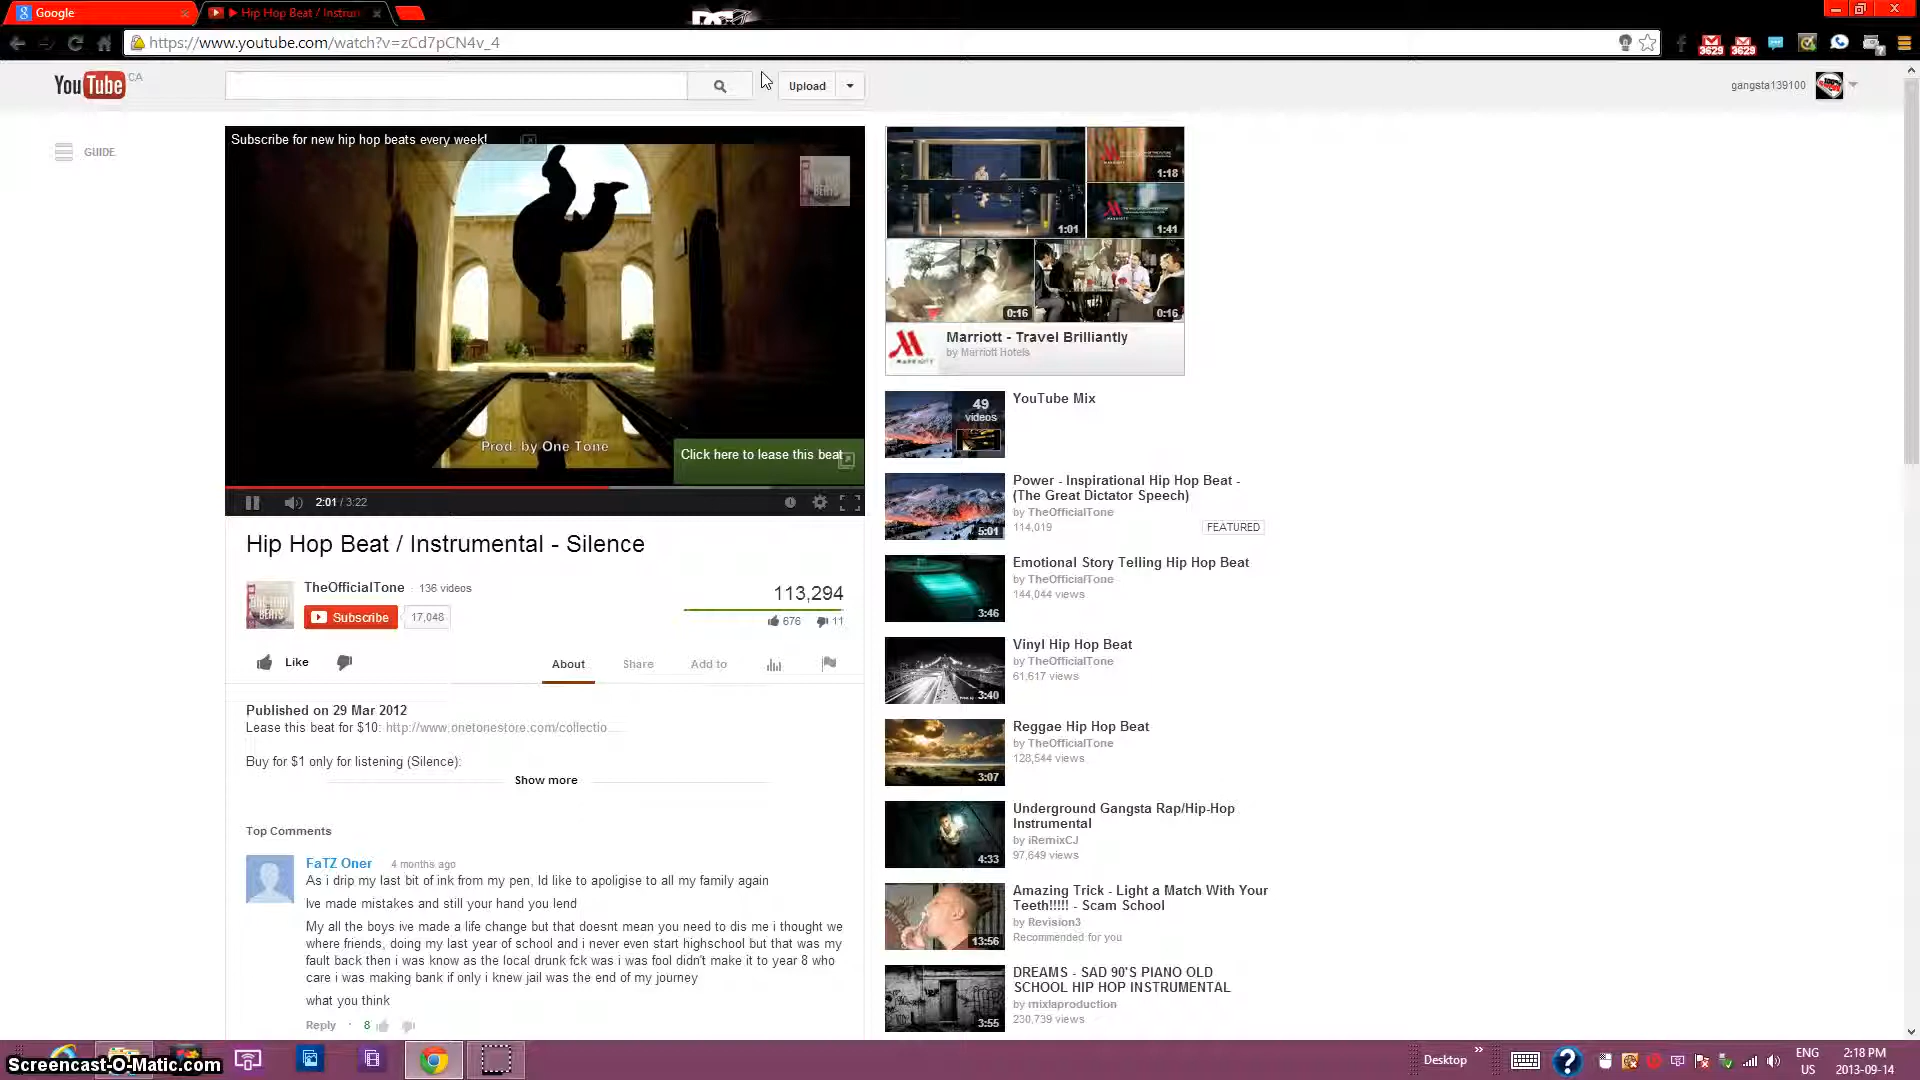 Google
Hip Hop Beat / Instrum
https://www.youtube.com/watch?v=zCd7pCN4v_4
3629
3629
YouTube CA
Upload
gangsta139100
GUIDE
Subscribe for new hip hop beats every week!
BEATS
Prod. by One Tone
Click here to lease this beat
2:01 / 3:22
1:01
1:18
1:41
0:16
0:16
Marriott - Travel Brilliantly
by Marriott Hotels
Hip Hop Beat / Instrumental - Silence
TheOfficialTone · 136 videos
Subscribe 17,048
113,294
676 11
Like
About Share Add to
Published on 29 Mar 2012
Lease this beat for $10: http://www.onetonestore.com/collectio
Buy for $1 only for listening (Silence):
Show more
Top Comments
FaTZ Oner 4 months ago
As i drip my last bit of ink from my pen, Id like to apoligise to all my family again
Ive made mistakes and still your hand you lend
My all the boys ive made a life change but that doesnt mean you need to dis me i thought we
where friends, doing my last year of school and i never even start highschool but that was my
fault back then i was know as the local drunk fck was i was fool didn't make it to year 8 who
care i was making bank if only i knew jail was the end of my journey
what you think
Reply · 8
49
videos
YouTube Mix
5:01
Power - Inspirational Hip Hop Beat -
(The Great Dictator Speech)
by TheOfficialTone
114,019
FEATURED
3:46
Emotional Story Telling Hip Hop Beat
by TheOfficialTone
144,044 views
3:40
Vinyl Hip Hop Beat
by TheOfficialTone
61,617 views
3:07
Reggae Hip Hop Beat
by TheOfficialTone
128,544 views
4:33
Underground Gangsta Rap/Hip-Hop
Instrumental
by iRemixCJ
97,649 views
13:56
Amazing Trick - Light a Match With Your
Teeth!!!!! - Scam School
by Revision3
Recommended for you
3:55
DREAMS - SAD 90'S PIANO OLD
SCHOOL HIP HOP INSTRUMENTAL
by mixlaproduction
230,739 views
Screencast-O-Matic.com
Desktop
ENG
US
2:18 PM
2013-09-14